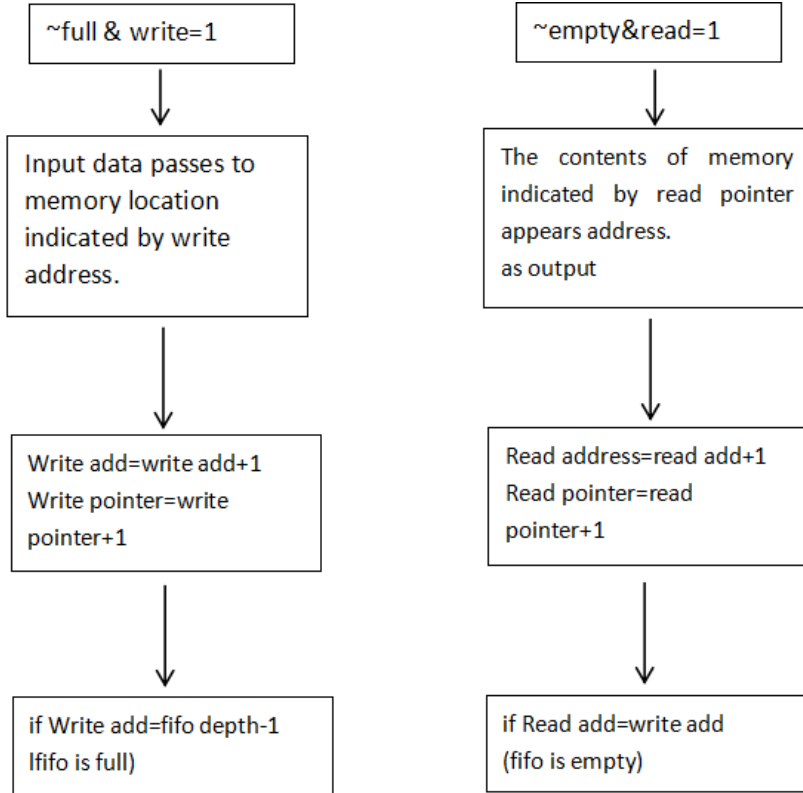 ~full & write=1
Input data passes to
memory location
indicated by write
address.
Write add=write add+1
Write pointer=write
pointer+1
if Write add=fifo depth-1
lfifo is full)
~empty&read=1
The contents of memory
indicated by read pointer
appears address.
as output
Read address=read add+1
Read pointer=read
pointer+1
if Read add=write add
(fifo is empty)